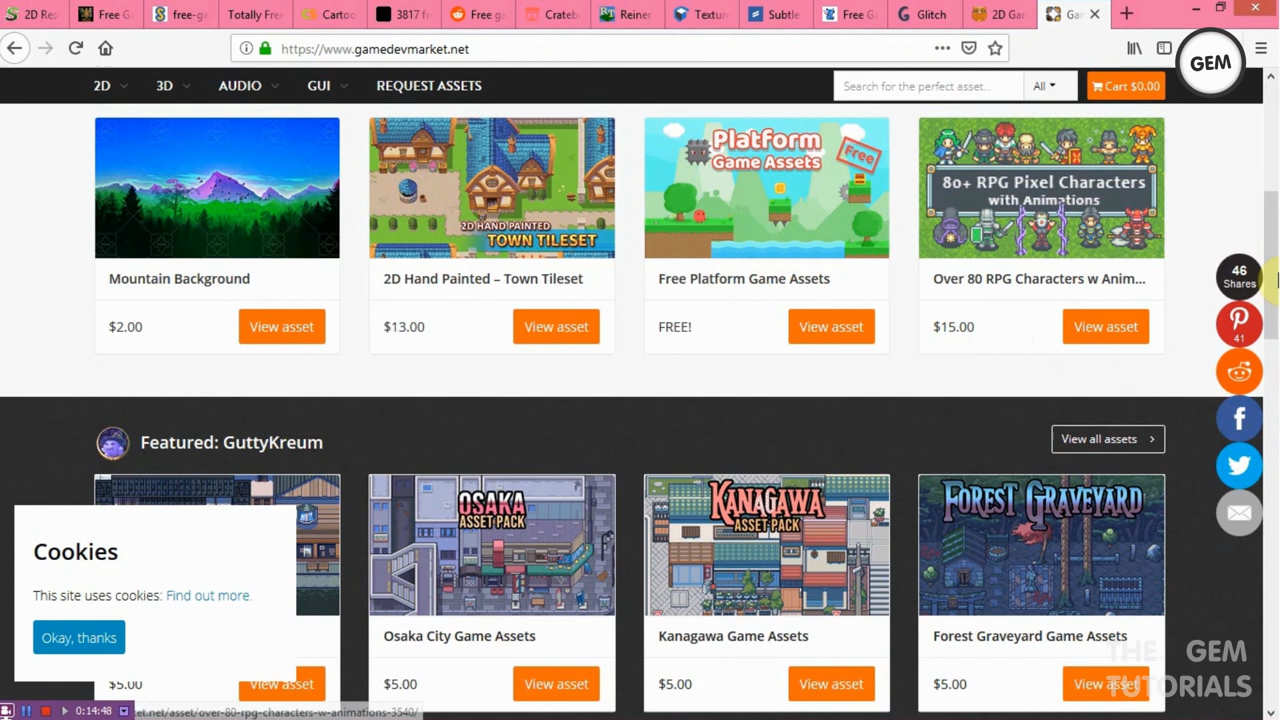 2D Res
Free G
free-ga
Totally Free
Cartoo
3817 fr
Free ga
Crateb
Reiner
Textur
Subtle
Free G
Glitch
2D Gam
Gar
https://www.gamedevmarket.net
GEM
2D
3D
AUDIO
GUI
REQUEST ASSETS
Search for the perfect asset...
All
Cart $0.00
2D HAND PAINTED
TOWN TILESET
Platform
Game Assets
Free
80+ RPG Pixel Characters
with Animations
Mountain Background
2D Hand Painted – Town Tileset
Free Platform Game Assets
Over 80 RPG Characters w Anim...
$2.00
View asset
$13.00
View asset
FREE!
View asset
$15.00
View asset
46
Shares
41
Featured: GuttyKreum
View all assets
OSAKA
ASSET PACK
KANAGAWA
ASSET PACK
FOREST GRAVEYARD
Cookies
This site uses cookies: Find out more.
Okay, thanks
Osaka City Game Assets
Kanagawa Game Assets
Forest Graveyard Game Assets
$5.00
View asset
$5.00
View asset
$5.00
View asset
$5.00
View asset
THE GEM
TUTORIALS
0:14:48
ket.net/asset/over-80-rpg-characters-w-animations-3540/